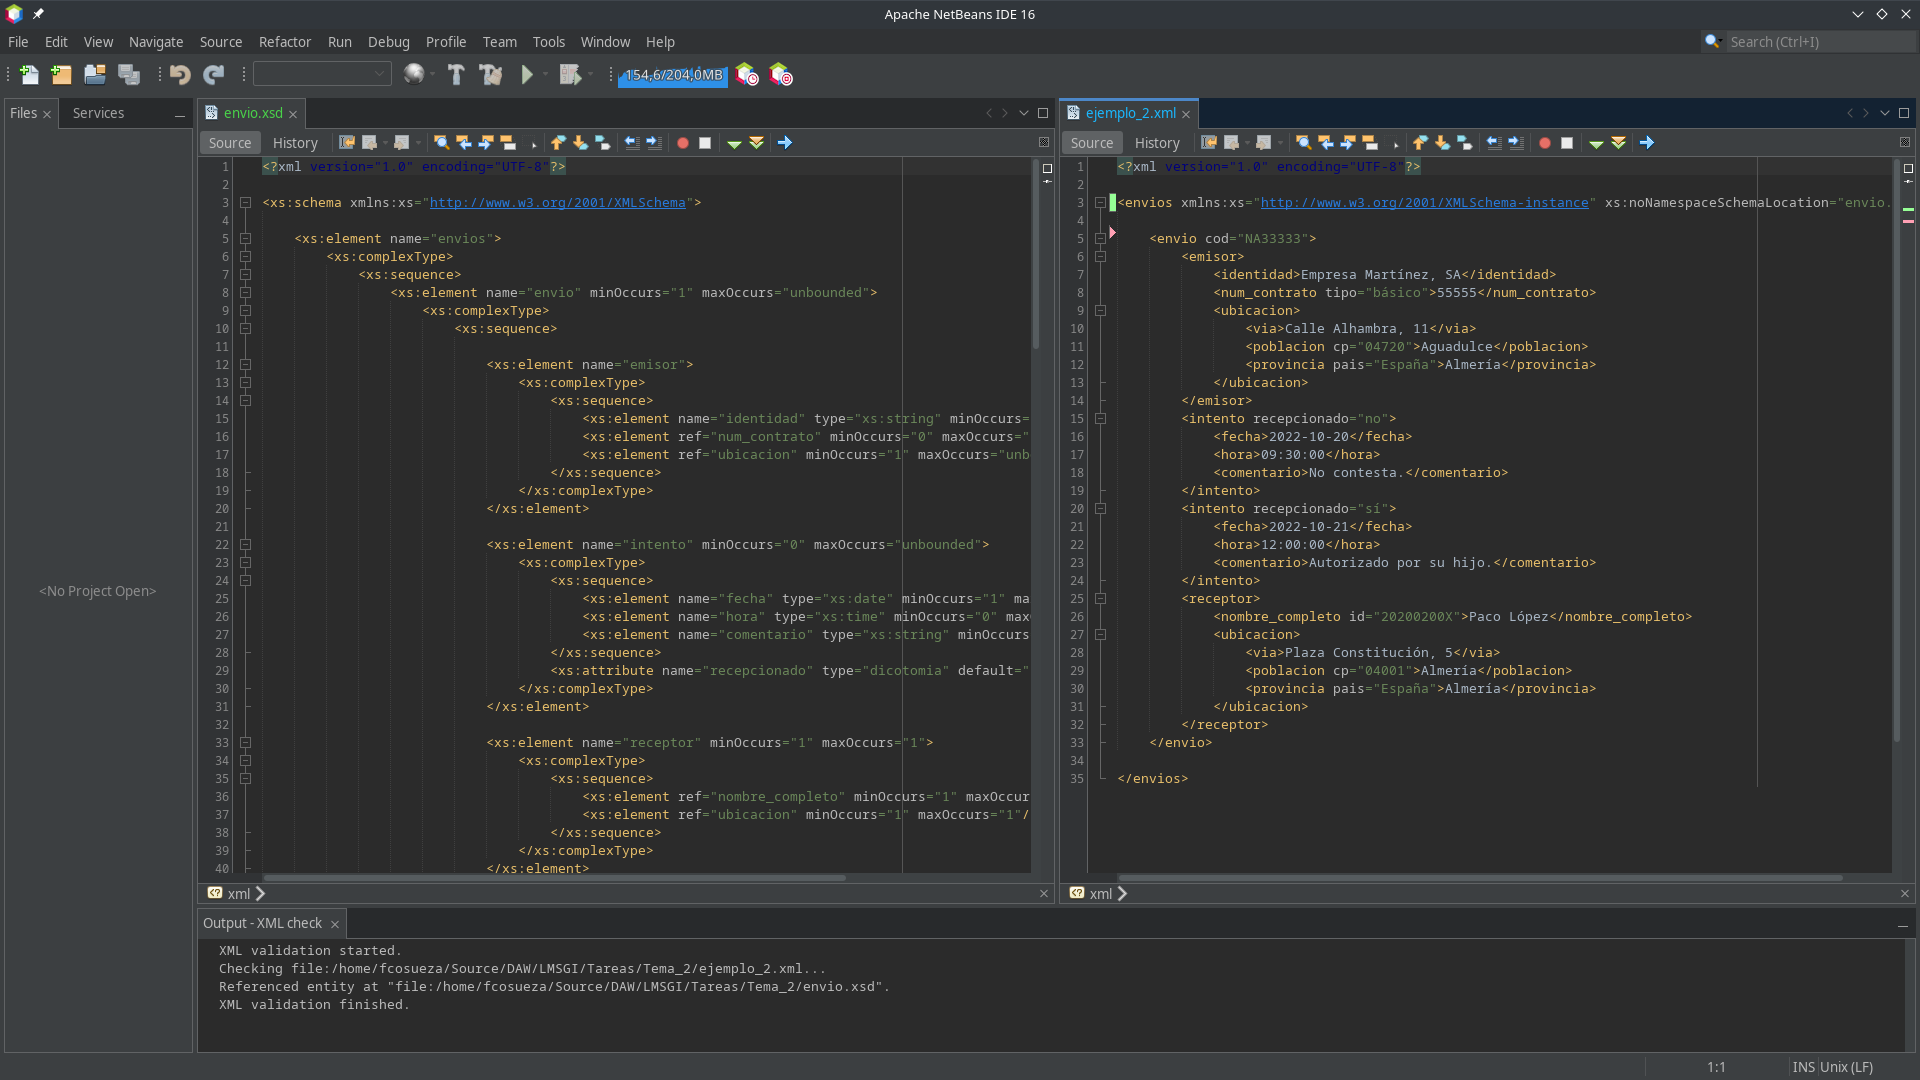 Apache NetBeans IDE 16
File Edit View Navigate Source Refactor Run Debug Profile Team Tools Window Help
Search (Ctrl+I)
154,6/204,0MB
Files
Services
<No Project Open>
envio.xsd
Source History
1 <?xml version="1.0" encoding="UTF-8"?>
2
3 <xs:schema xmlns:xs="http://www.w3.org/2001/XMLSchema">
4
5 <xs:element name="envios">
6 <xs:complexType>
7 <xs:sequence>
8 <xs:element name="envio" minOccurs="1" maxOccurs="unbounded">
9 <xs:complexType>
10 <xs:sequence>
11
12 <xs:element name="emisor">
13 <xs:complexType>
14 <xs:sequence>
15 <xs:element name="identidad" type="xs:string" minOccurs=
16 <xs:element ref="num_contrato" minOccurs="0" maxOccurs="
17 <xs:element ref="ubicacion" minOccurs="1" maxOccurs="unb
18 </xs:sequence>
19 </xs:complexType>
20 </xs:element>
21
22 <xs:element name="intento" minOccurs="0" maxOccurs="unbounded">
23 <xs:complexType>
24 <xs:sequence>
25 <xs:element name="fecha" type="xs:date" minOccurs="1" ma
26 <xs:element name="hora" type="xs:time" minOccurs="0" max
27 <xs:element name="comentario" type="xs:string" minOccurs
28 </xs:sequence>
29 <xs:attribute name="recepcionado" type="dicotomia" default="
30 </xs:complexType>
31 </xs:element>
32
33 <xs:element name="receptor" minOccurs="1" maxOccurs="1">
34 <xs:complexType>
35 <xs:sequence>
36 <xs:element ref="nombre_completo" minOccurs="1" maxOccur
37 <xs:element ref="ubicacion" minOccurs="1" maxOccurs="1"/
38 </xs:sequence>
39 </xs:complexType>
40 </xs:element>
xml
ejemplo_2.xml
Source History
1 <?xml version="1.0" encoding="UTF-8"?>
2
3 <envios xmlns:xs="http://www.w3.org/2001/XMLSchema-instance" xs:noNamespaceSchemaLocation="envio.
4
5 <envio cod="NA33333">
6 <emisor>
7 <identidad>Empresa Martínez, SA</identidad>
8 <num_contrato tipo="básico">55555</num_contrato>
9 <ubicacion>
10 <via>Calle Alhambra, 11</via>
11 <poblacion cp="04720">Aguadulce</poblacion>
12 <provincia pais="España">Almería</provincia>
13 </ubicacion>
14 </emisor>
15 <intento recepcionado="no">
16 <fecha>2022-10-20</fecha>
17 <hora>09:30:00</hora>
18 <comentario>No contesta.</comentario>
19 </intento>
20 <intento recepcionado="sí">
21 <fecha>2022-10-21</fecha>
22 <hora>12:00:00</hora>
23 <comentario>Autorizado por su hijo.</comentario>
24 </intento>
25 <receptor>
26 <nombre_completo id="20200200X">Paco López</nombre_completo>
27 <ubicacion>
28 <via>Plaza Constitución, 5</via>
29 <poblacion cp="04001">Almería</poblacion>
30 <provincia pais="España">Almería</provincia>
31 </ubicacion>
32 </receptor>
33 </envio>
34
35 </envios>
xml
Output - XML check
XML validation started.
Checking file:/home/fcosueza/Source/DAW/LMSGI/Tareas/Tema_2/ejemplo_2.xml...
Referenced entity at "file:/home/fcosueza/Source/DAW/LMSGI/Tareas/Tema_2/envio.xsd".
XML validation finished.
1:1 INS Unix (LF)